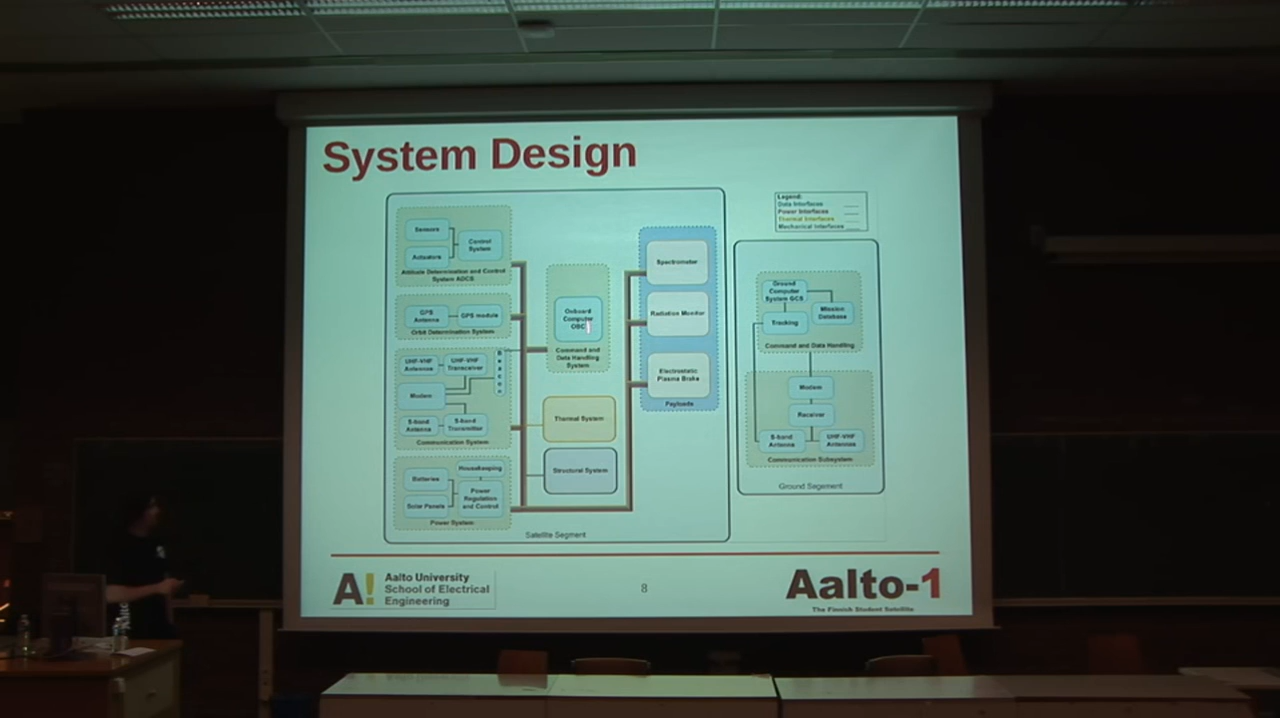 System Design
Sensors
Control
System
Actuators
Attitude Determination and Control
System ADCS
GPS
Antenna
GPS module
Orbit Determination System
UHF-VHF
Antennas
UHF-VHF
Transceiver
B
e
a
c
o
n
Modem
S-band
Antenna
S-band
Transmitter
Communication System
Housekeeping
Batteries
Power
Regulation
and Control
Solar Panels
Power System
Onboard
Computer
OBC
Command and
Data Handling
System
Thermal System
Structural System
Spectrometer
Radiation Monitor
Electrostatic
Plasma Brake
Payloads
Satellite Segment
Legend:
Data Interfaces
Power Interfaces
Thermal Interfaces
Mechanical Interfaces
Ground
Computer
System GCS
Mission
Database
Tracking
Command and Data Handling
Modem
Receiver
S-band
Antenna
UHF-VHF
Antennas
Communication Subsystem
Ground Segement
A!
Aalto University
School of Electrical
Engineering
8
Aalto-1
The Finnish Student Satellite